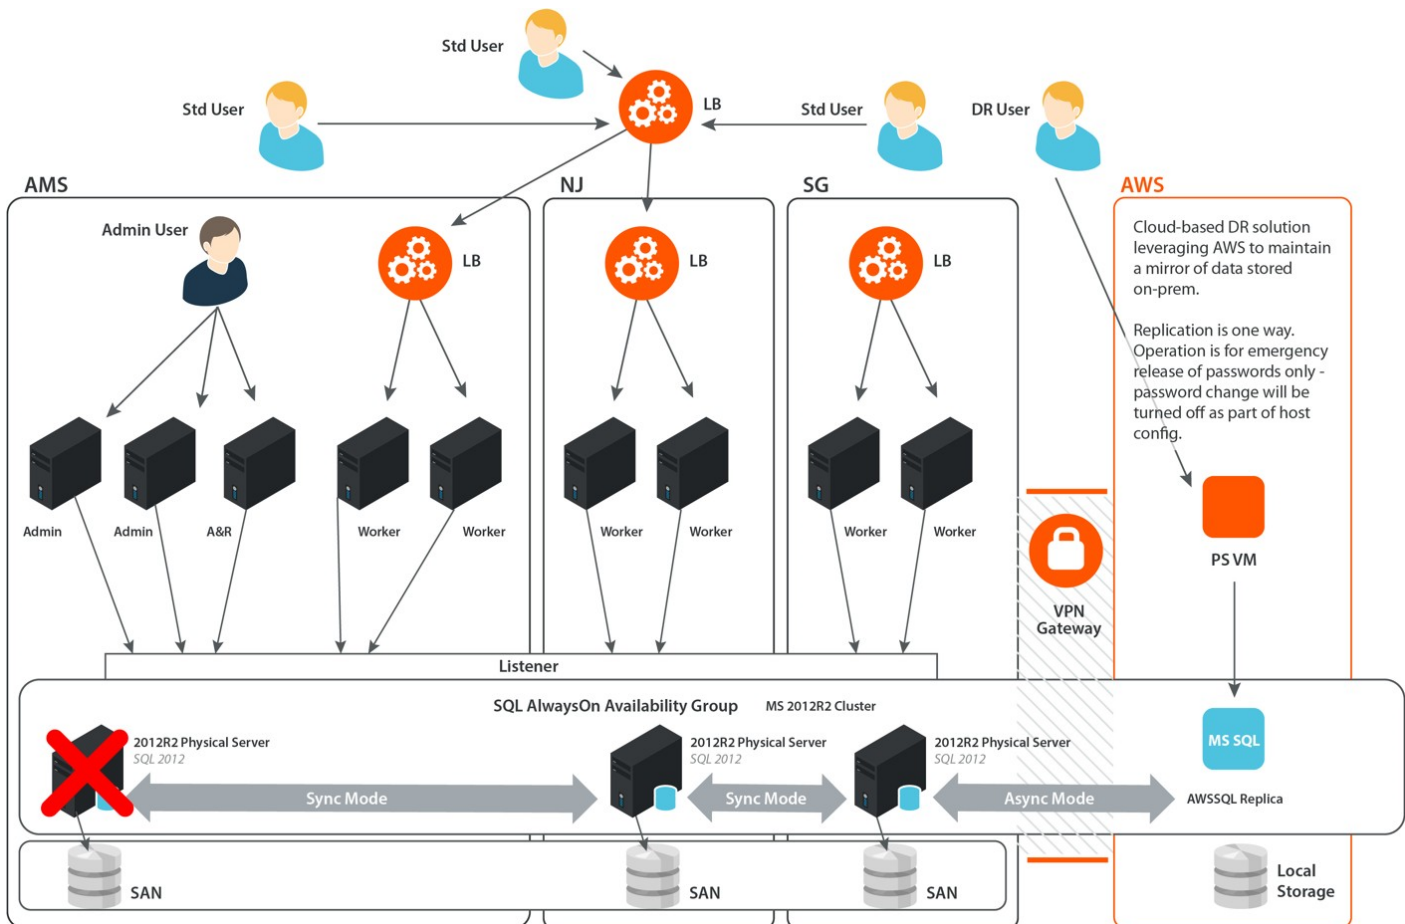 Std User
LB
Std User
Std User
DR User
AMS
NJ
SG
AWS
Admin User
LB
LB
LB
Cloud-based DR solution
leveraging AWS to maintain
a mirror of data stored
on-prem.
Replication is one way.
Operation is for emergency
release of passwords only -
password change will be
turned off as part of host
config.
Admin
Admin
A&R
Worker
Worker
Worker
Worker
Worker
Worker
PS VM
VPN
Gateway
Listener
SQL AlwaysOn Availability Group
MS 2012R2 Cluster
2012R2 Physical Server
SQL 2012
2012R2 Physical Server
SQL 2012
2012R2 Physical Server
SQL 2012
MS SQL
Sync Mode
Sync Mode
Async Mode
AWSSQL Replica
SAN
SAN
SAN
Local
Storage